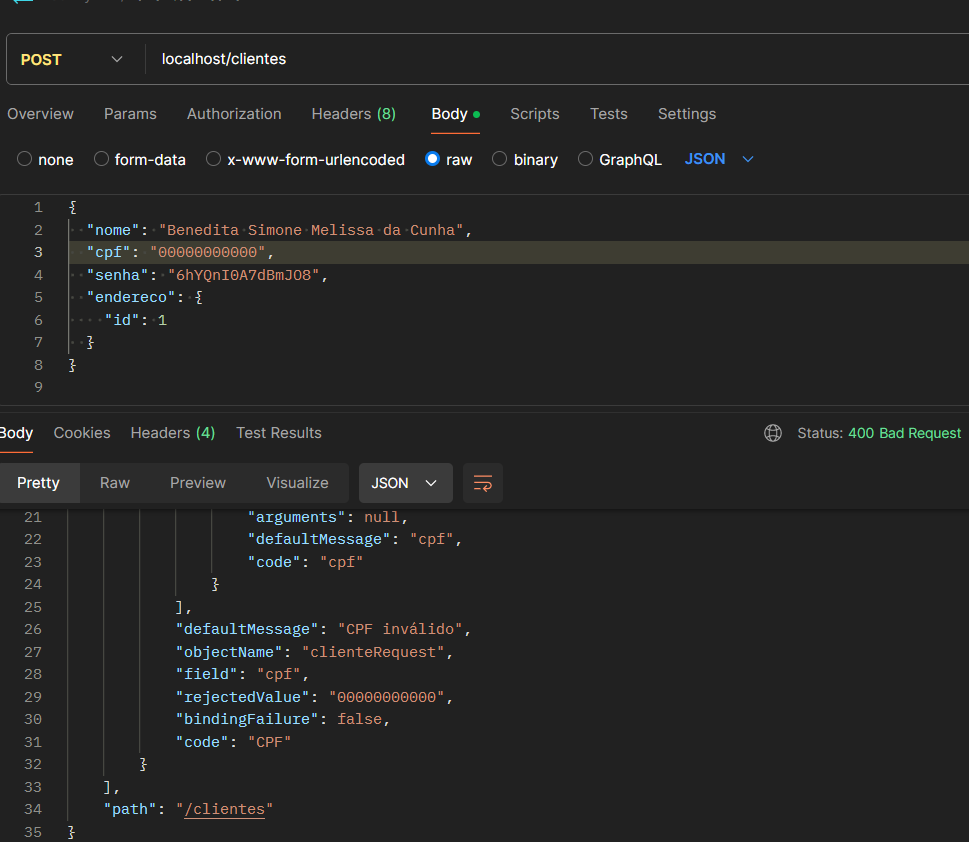 POST localhost/clientes
Overview Params Authorization Headers (8) Body Scripts Tests Settings
none form-data x-www-form-urlencoded raw binary GraphQL JSON
1 {
2 "nome": "Benedita Simone Melissa da Cunha",
3 "cpf": "00000000000",
4 "senha": "6hYQnI0A7dBmJO8",
5 "endereco": {
6 "id": 1
7 }
8 }
9
Body Cookies Headers (4) Test Results Status: 400 Bad Request
Pretty Raw Preview Visualize JSON
21 "arguments": null,
22 "defaultMessage": "cpf",
23 "code": "cpf"
24 }
25 ],
26 "defaultMessage": "CPF inválido",
27 "objectName": "clienteRequest",
28 "field": "cpf",
29 "rejectedValue": "00000000000",
30 "bindingFailure": false,
31 "code": "CPF"
32 }
33 ],
34 "path": "/clientes"
35 }